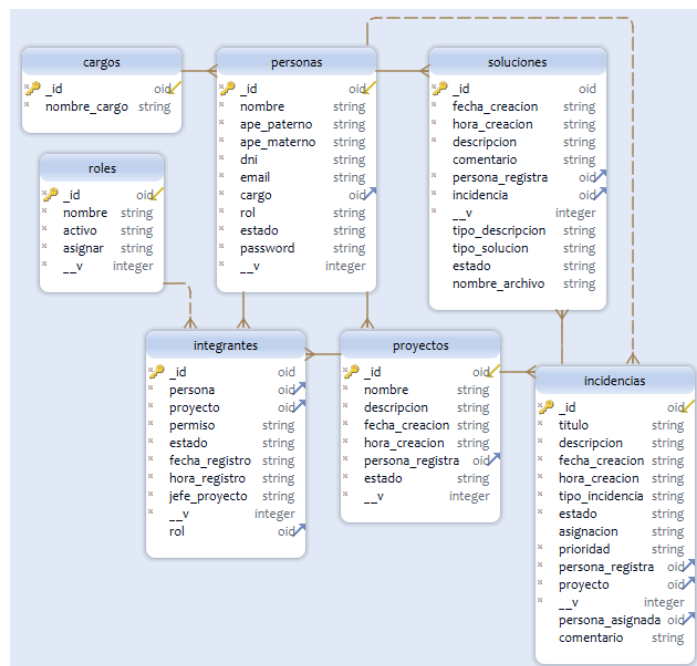 cargos
_id oid
nombre_cargo string
personas
_id oid
nombre string
ape_paterno string
ape_materno string
dni string
email string
cargo oid
rol string
estado string
password string
__v integer
soluciones
_id oid
fecha_creacion string
hora_creacion string
descripcion string
comentario string
persona_registra oid
incidencia oid
__v integer
tipo_descripcion string
tipo_solucion string
estado string
nombre_archivo string
roles
_id oid
nombre string
activo string
asignar string
__v integer
integrantes
_id oid
persona oid
proyecto oid
permiso string
estado string
fecha_registro string
hora_registro string
jefe_proyecto string
__v integer
rol oid
proyectos
_id oid
nombre string
descripcion string
fecha_creacion string
hora_creacion string
persona_registra oid
estado string
__v integer
incidencias
_id oid
titulo string
descripcion string
fecha_creacion string
hora_creacion string
tipo_incidencia string
estado string
asignacion string
prioridad string
persona_registra oid
proyecto oid
__v integer
persona_asignada oid
comentario string